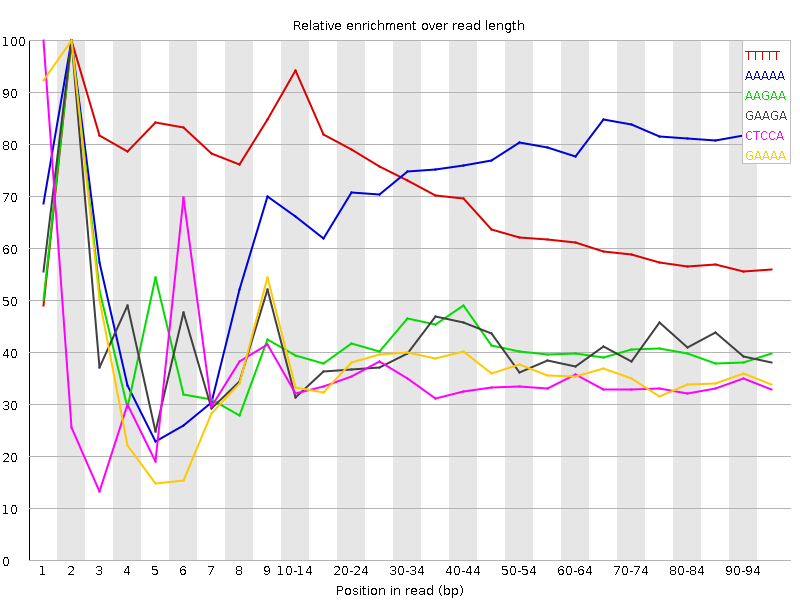 Relative enrichment over read length
100
90
80
70
60
50
40
30
20
10
0
TTTTT
AAAAA
AAGAA
GAAGA
CTCCA
GAAAA
1 2 3 4 5 6 7 8 9 10-14 20-24 30-34 40-44 50-54 60-64 70-74 80-84 90-94
Position in read (bp)